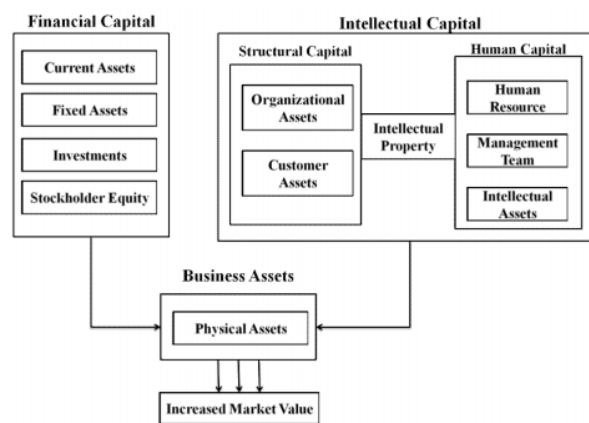 Financial Capital
Current Assets
Fixed Assets
Investments
Stockholder Equity
Intellectual Capital
Structural Capital
Organizational
Assets
Customer
Assets
Intellectual
Property
Human Capital
Human
Resource
Management
Team
Intellectual
Assets
Business Assets
Physical Assets
Increased Market Value